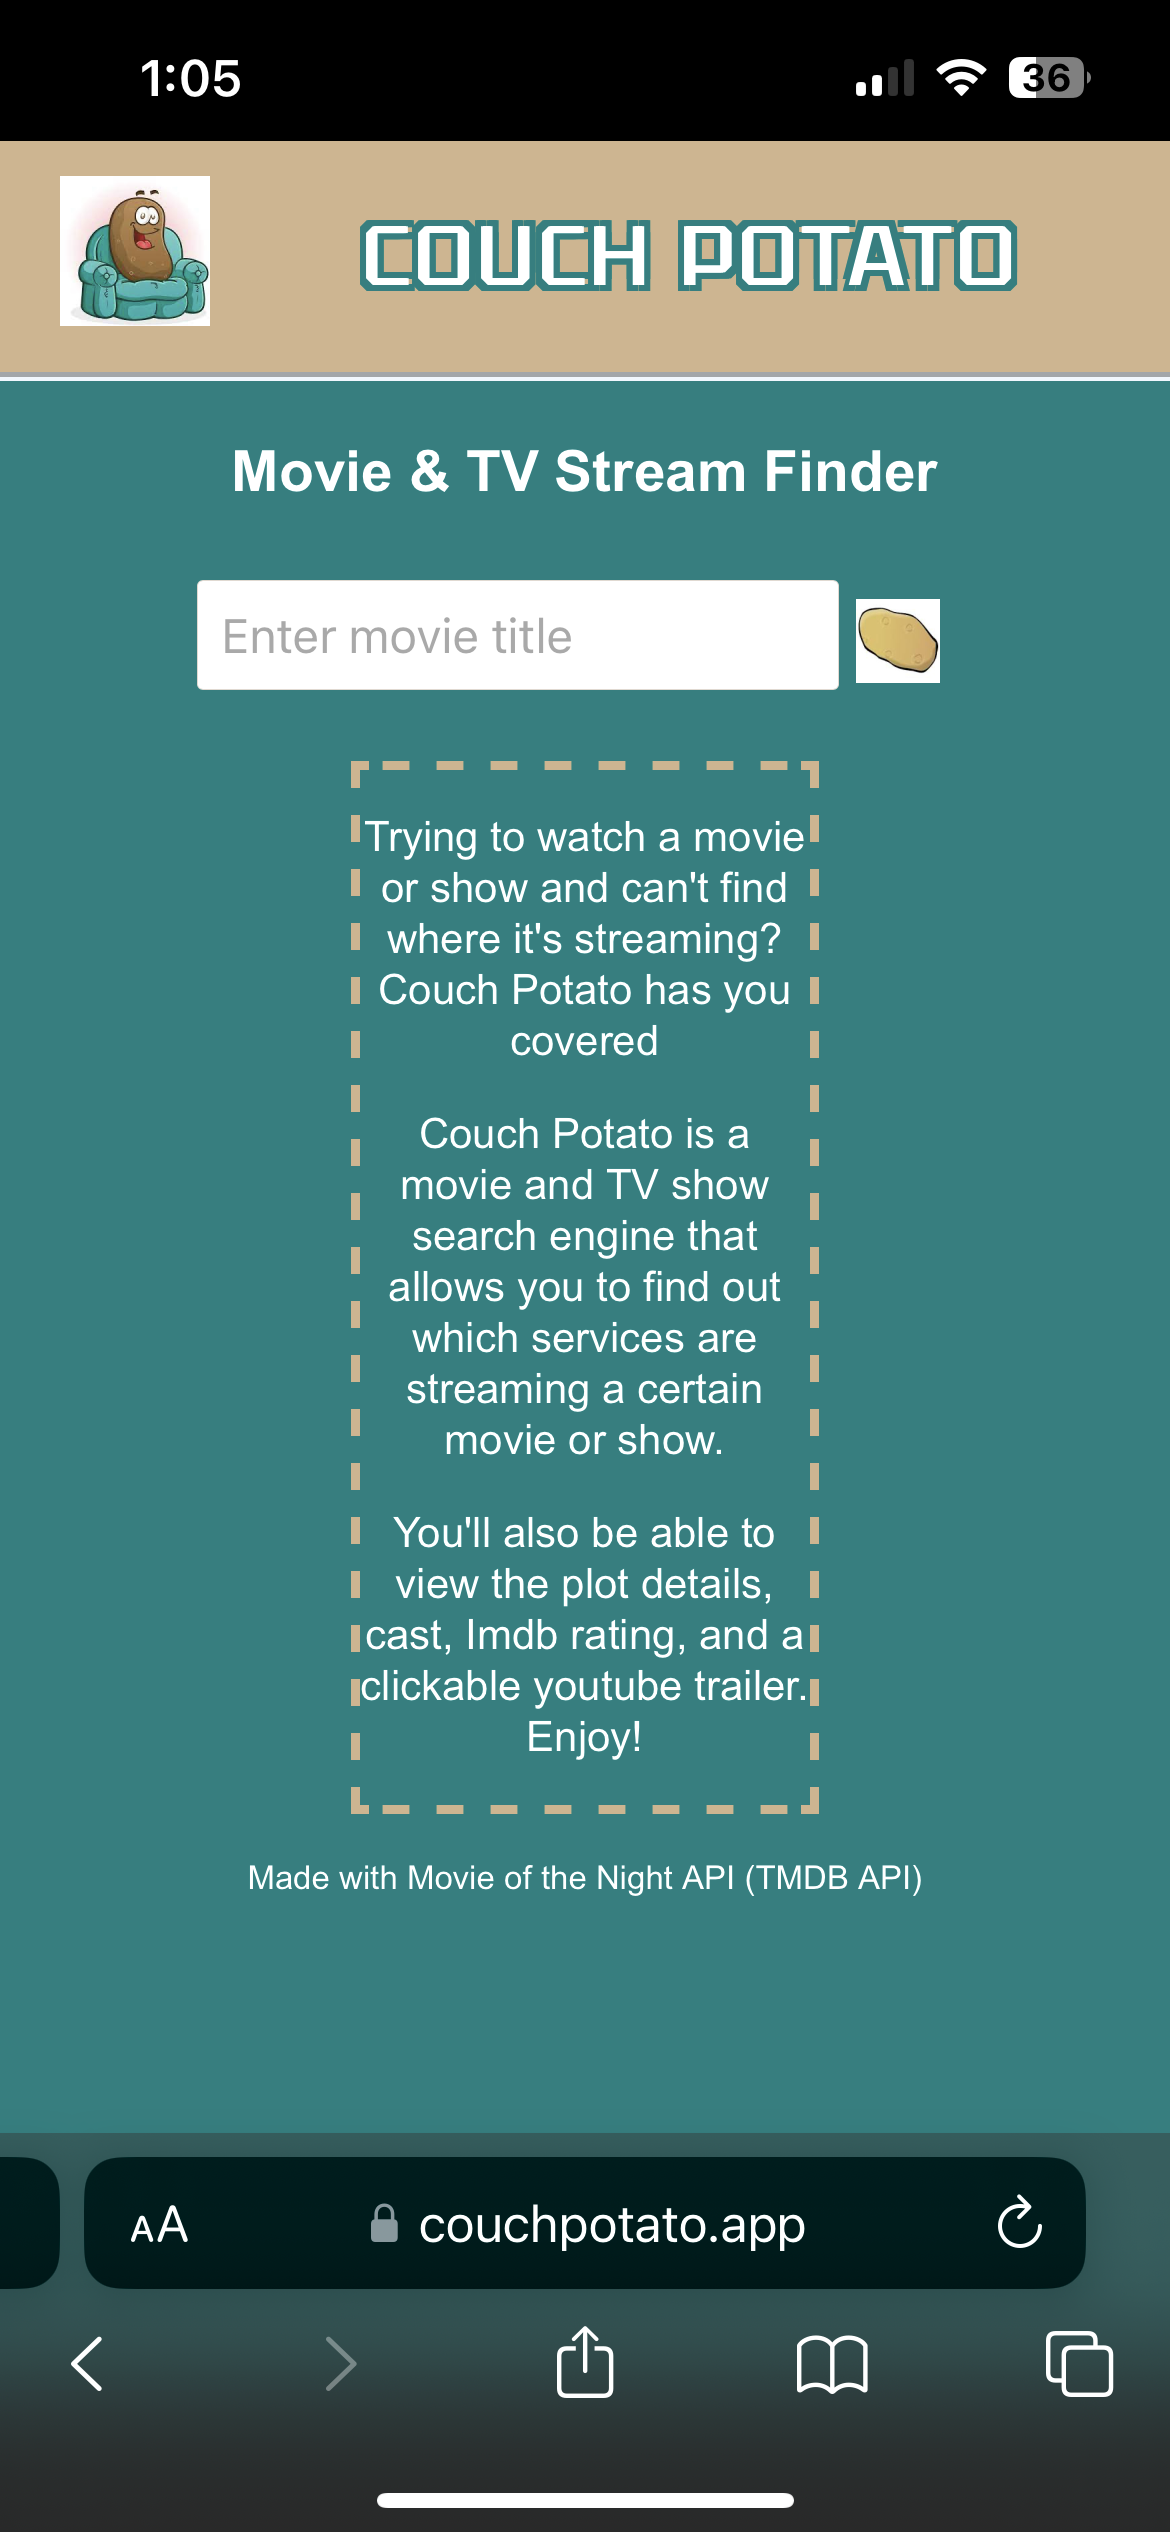 1:05
36
COUCH POTATO
Movie & TV Stream Finder
Enter movie title
Trying to watch a movie
or show and can't find
where it's streaming?
Couch Potato has you
covered
Couch Potato is a
movie and TV show
search engine that
allows you to find out
which services are
streaming a certain
movie or show.
You'll also be able to
view the plot details,
cast, Imdb rating, and a
clickable youtube trailer.
Enjoy!
Made with Movie of the Night API (TMDB API)
AA
couchpotato.app